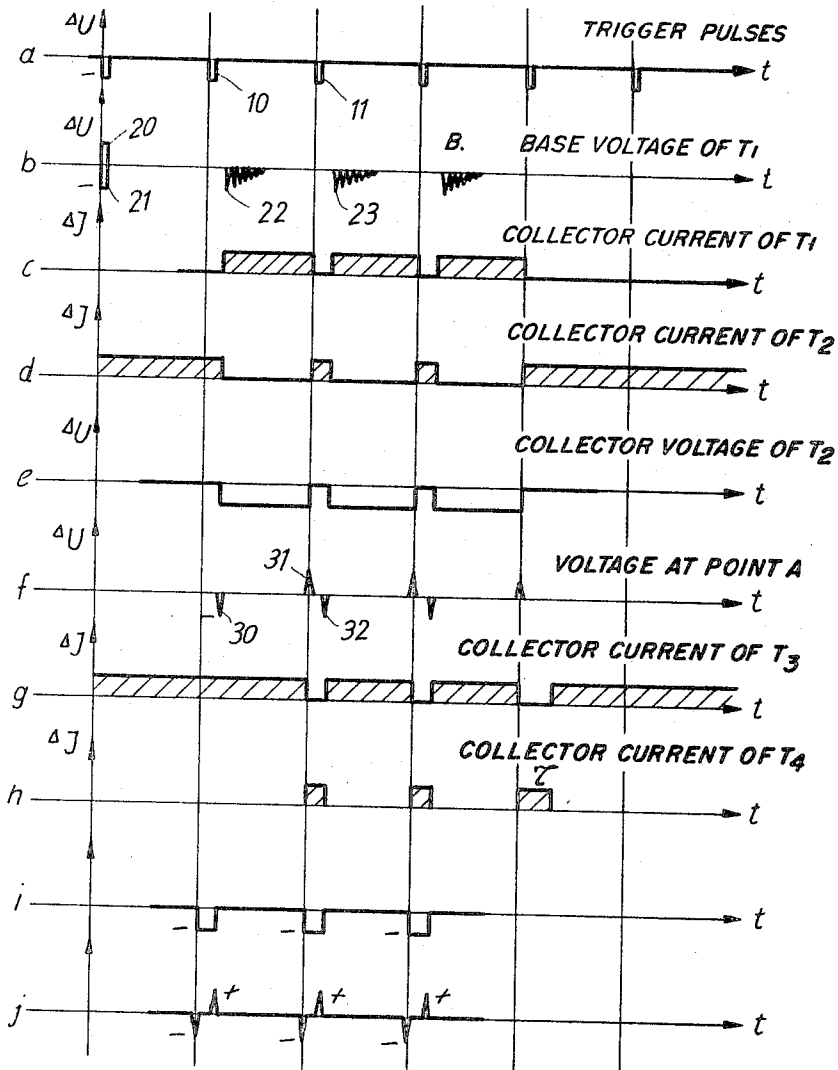 ΔU
TRIGGER PULSES
a
t
–
10
11
ΔU
20
B.
BASE VOLTAGE OF T1
b
t
–
21
22
23
ΔJ
COLLECTOR CURRENT OF T1
c
t
ΔJ
COLLECTOR CURRENT OF T2
d
t
ΔU
COLLECTOR VOLTAGE OF T2
e
t
ΔU
31
VOLTAGE AT POINT A
f
t
–
30
32
ΔJ
COLLECTOR CURRENT OF T3
g
t
ΔJ
COLLECTOR CURRENT OF T4
τ
h
t
i
t
– – –
+ + +
j
t
– – –